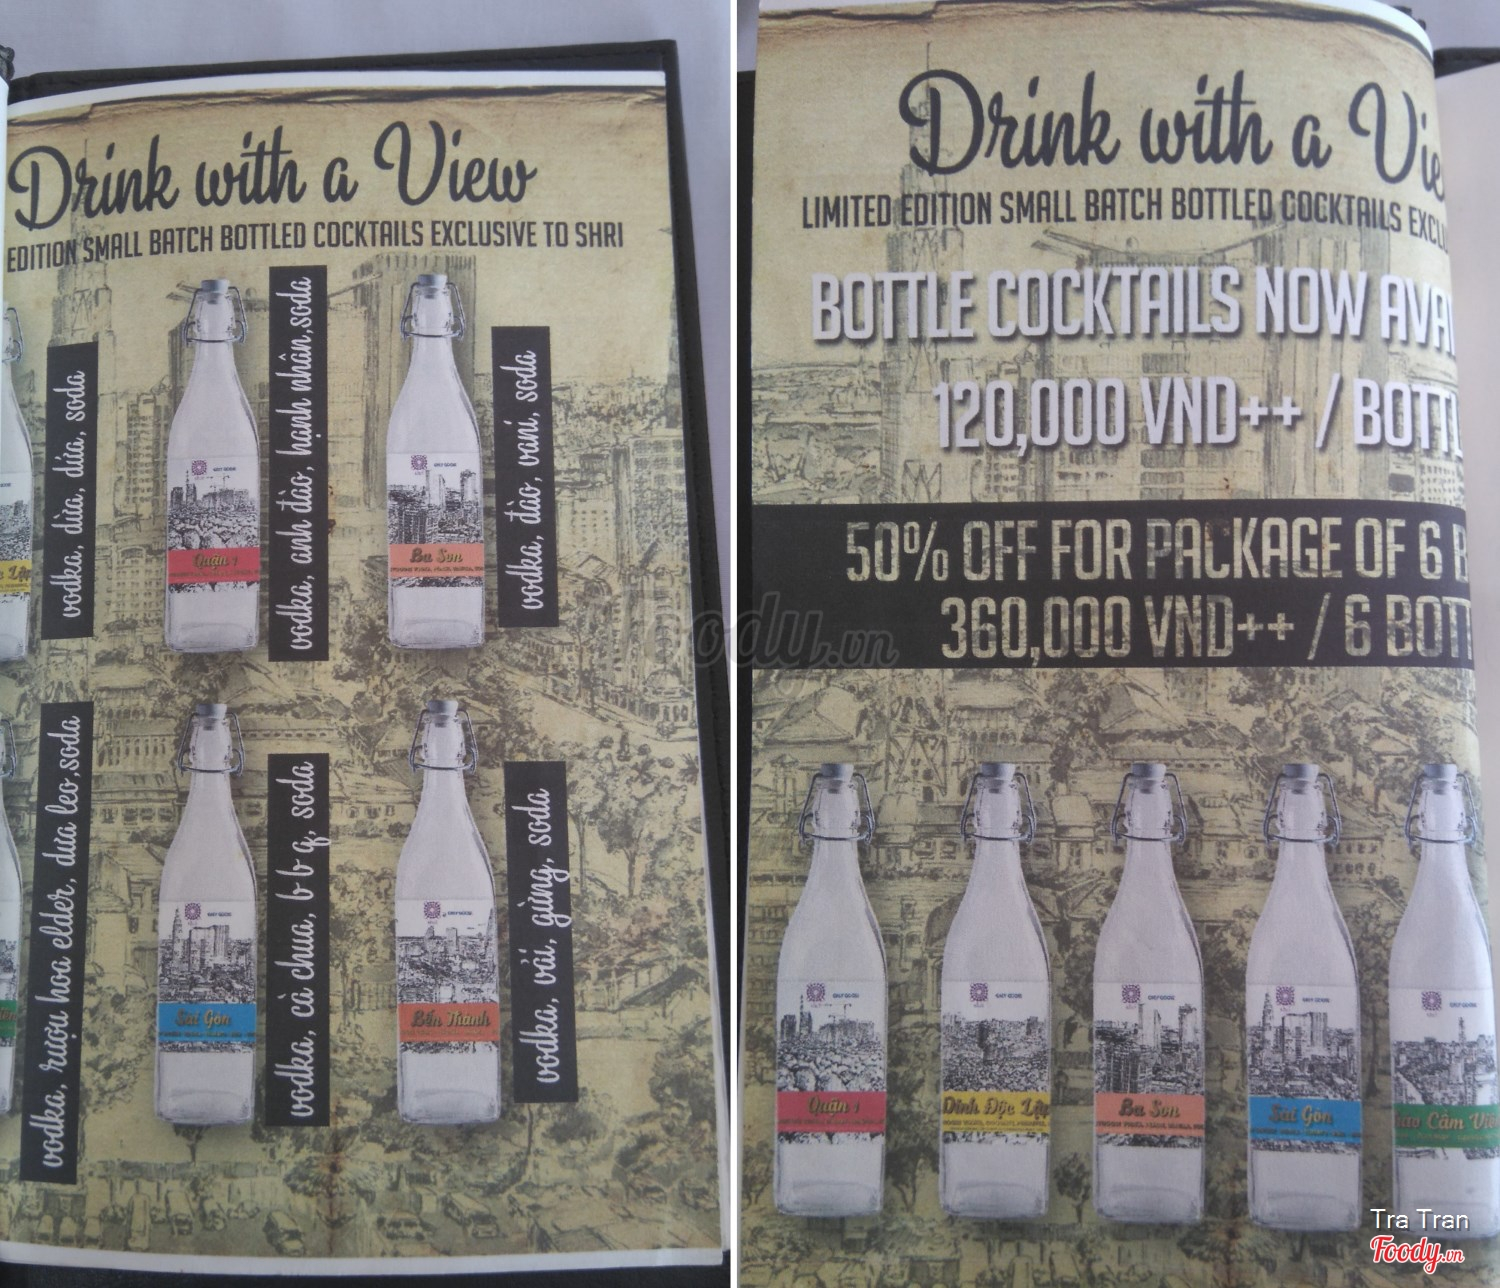 Drink with a View
EDITION SMALL BATCH BOTTLED COCKTAILS EXCLUSIVE TO SHRI
vodka, dừa, dứa, soda
Quận 1
vodka, anh đào, hạnh nhân, soda
Ba Son
vodka, đào, vani, soda
vodka, rượu hoa elder, dưa leo, soda
Sài Gòn
vodka, cà chua, b b q, soda
Bến Thành
vodka, vải, gừng, soda
Drink with a Vie
LIMITED EDITION SMALL BATCH BOTTLED COCKTAILS EXCLU
BOTTLE COCKTAILS NOW AVAI
120,000 VND++ / BOTT
50% OFF FOR PACKAGE OF 6 B
360,000 VND++ / 6 BOTT
Quận 1
Dinh Độc Lập
Ba Son
Sài Gòn
Cầm Viên
Foody.vn
Tra Tran
Foody.vn